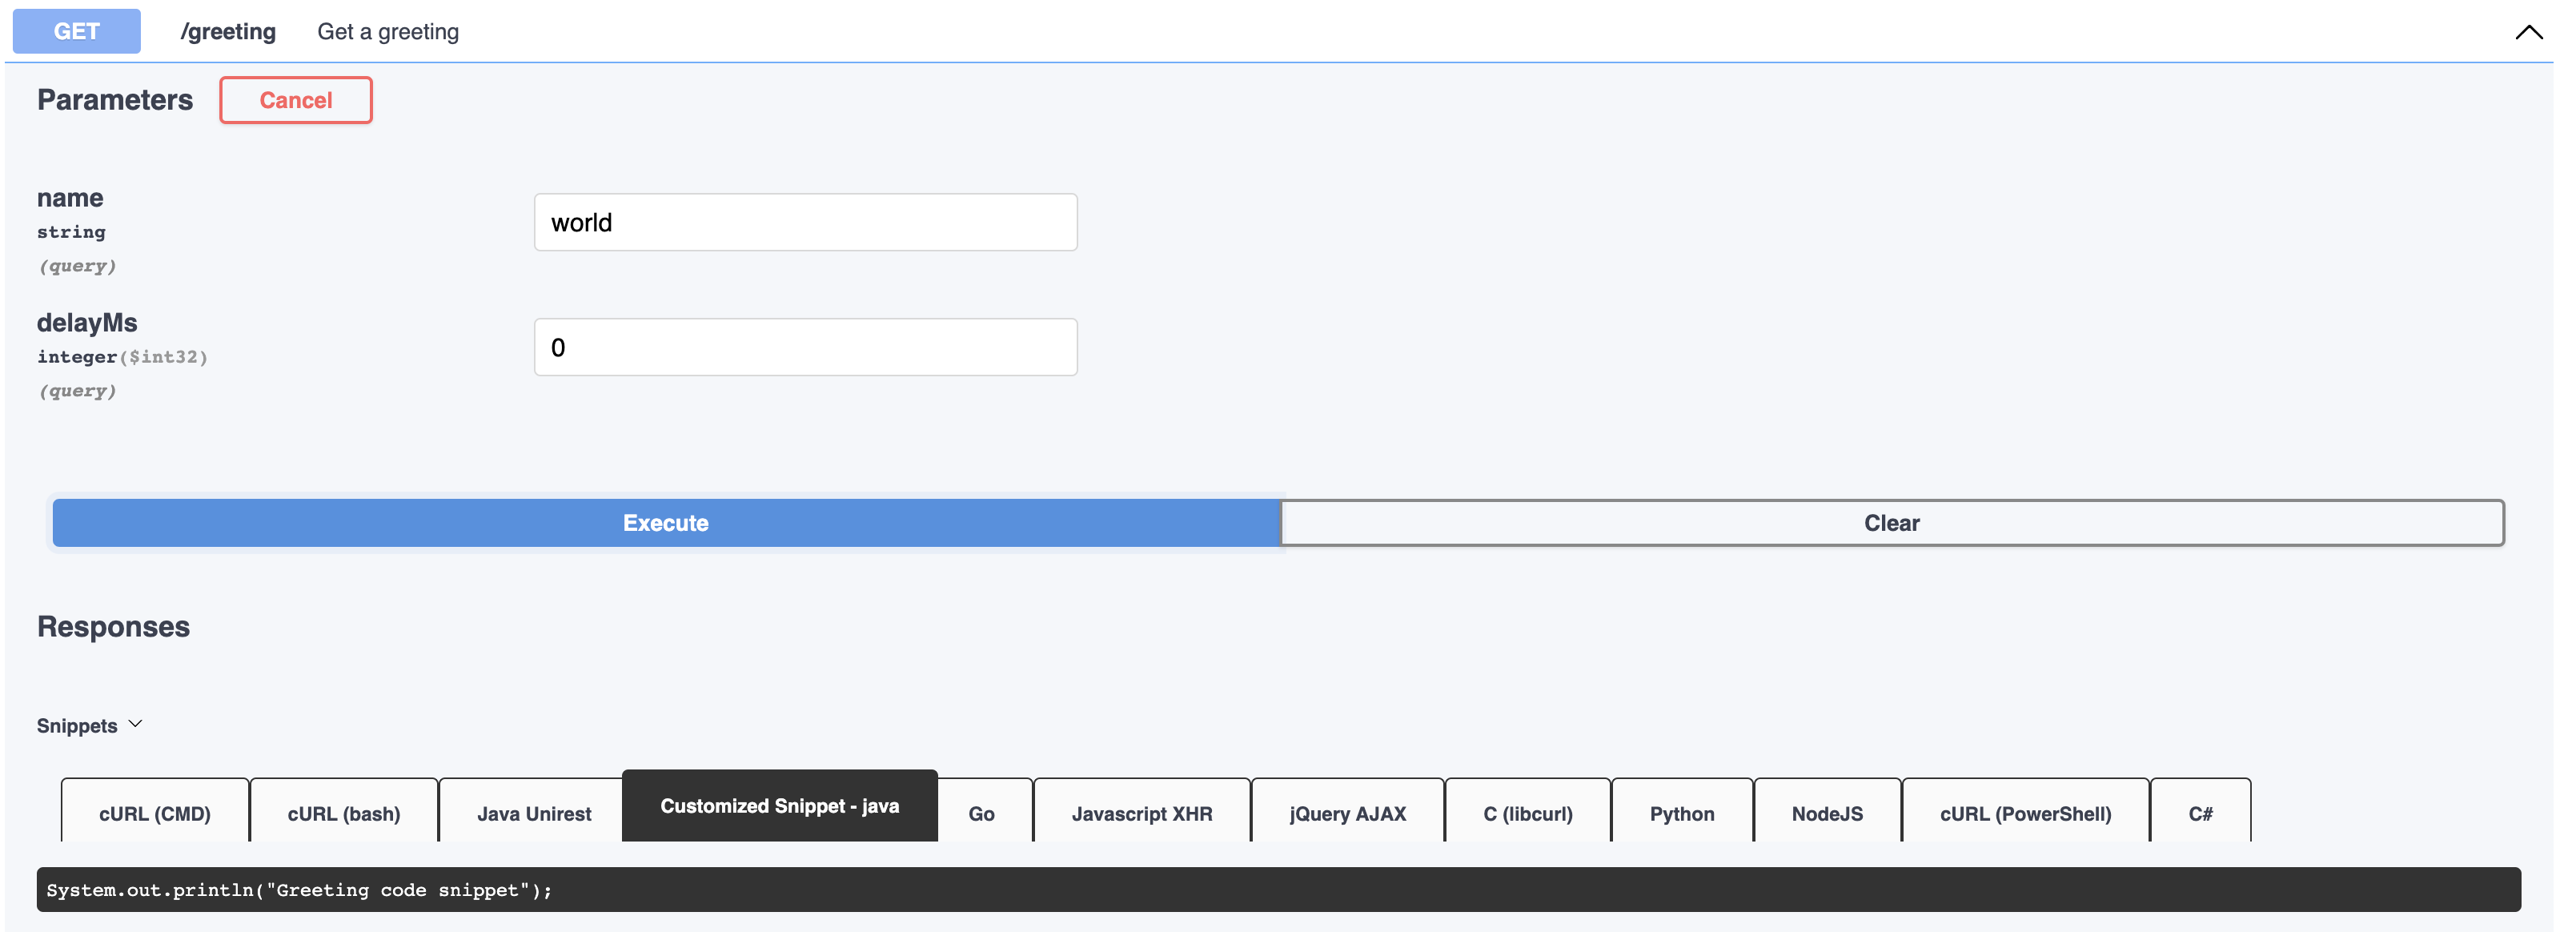 GET /greeting Get a greeting
Parameters Cancel
name
string
(query)
world
delayMs
integer($int32)
(query)
0
Execute Clear
Responses
Snippets
cURL (CMD) cURL (bash) Java Unirest Customized Snippet - java Go Javascript XHR jQuery AJAX C (libcurl) Python NodeJS cURL (PowerShell) C#
System.out.println("Greeting code snippet");